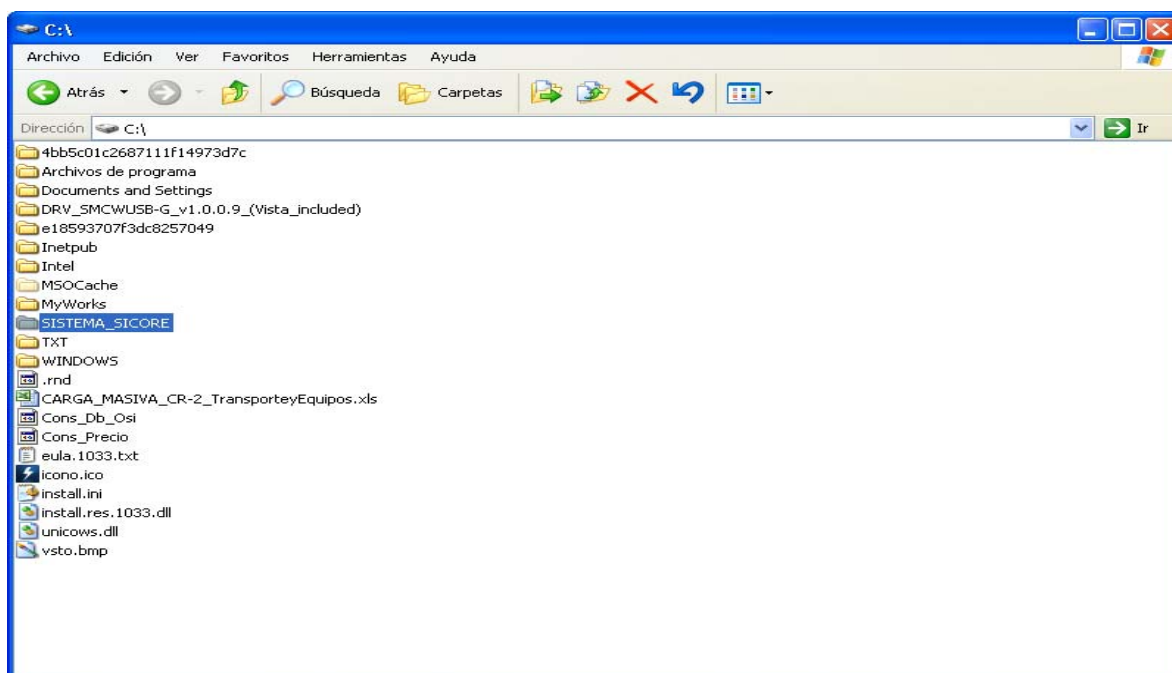 C:\
Archivo Edición Ver Favoritos Herramientas Ayuda
Atrás Búsqueda Carpetas
Dirección C:\ Ir
4bb5c01c2687111f14973d7c
Archivos de programa
Documents and Settings
DRV_SMCWUSB-G_v1.0.0.9_(Vista_included)
e18593707f3dc8257049
Inetpub
Intel
MSOCache
MyWorks
SISTEMA_SICORE
TXT
WINDOWS
.rnd
CARGA_MASIVA_CR-2_TransporteyEquipos.xls
Cons_Db_Osi
Cons_Precio
eula.1033.txt
icono.ico
install.ini
install.res.1033.dll
unicows.dll
vsto.bmp